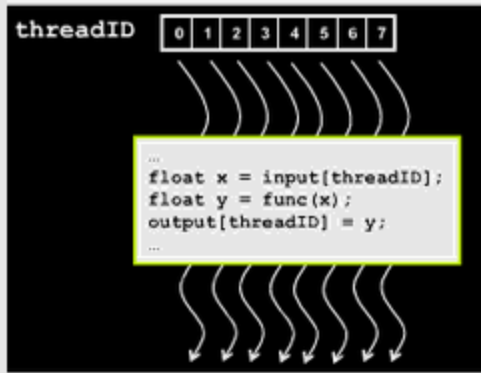 threadID 0 1 2 3 4 5 6 7
...
float x = input[threadID];
float y = func(x);
output[threadID] = y;
...